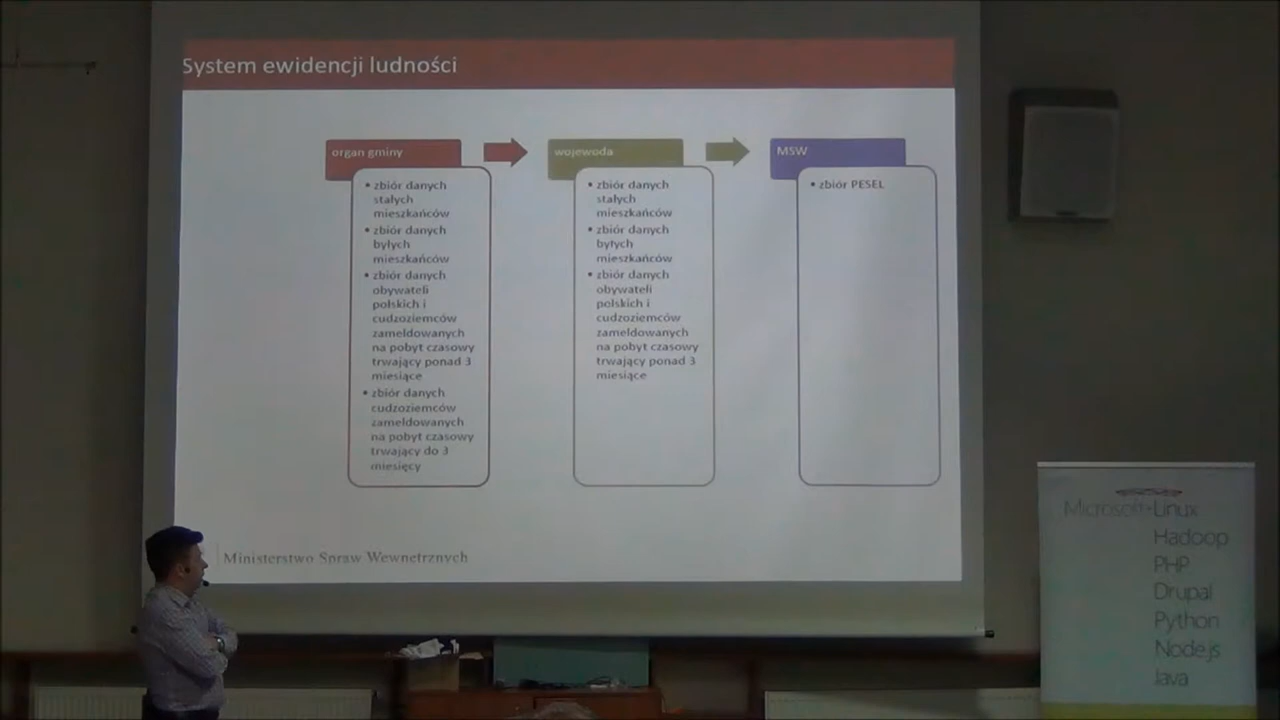 System ewidencji ludności
organ gminy
• zbiór danych
stałych
mieszkańców
• zbiór danych
byłych
mieszkańców
• zbiór danych
obywateli
polskich i
cudzoziemców
zameldowanych
na pobyt czasowy
trwający ponad 3
miesiące
• zbiór danych
cudzoziemców
zameldowanych
na pobyt czasowy
trwający do 3
miesięcy
wojewoda
• zbiór danych
stałych
mieszkańców
• zbiór danych
byłych
mieszkańców
• zbiór danych
obywateli
polskich i
cudzoziemców
zameldowanych
na pobyt czasowy
trwający ponad 3
miesiące
MSW
• zbiór PESEL
Ministerstwo Spraw Wewnętrznych
Microsoft+Linux
Hadoop
PHP
Drupal
Python
Node.js
Java